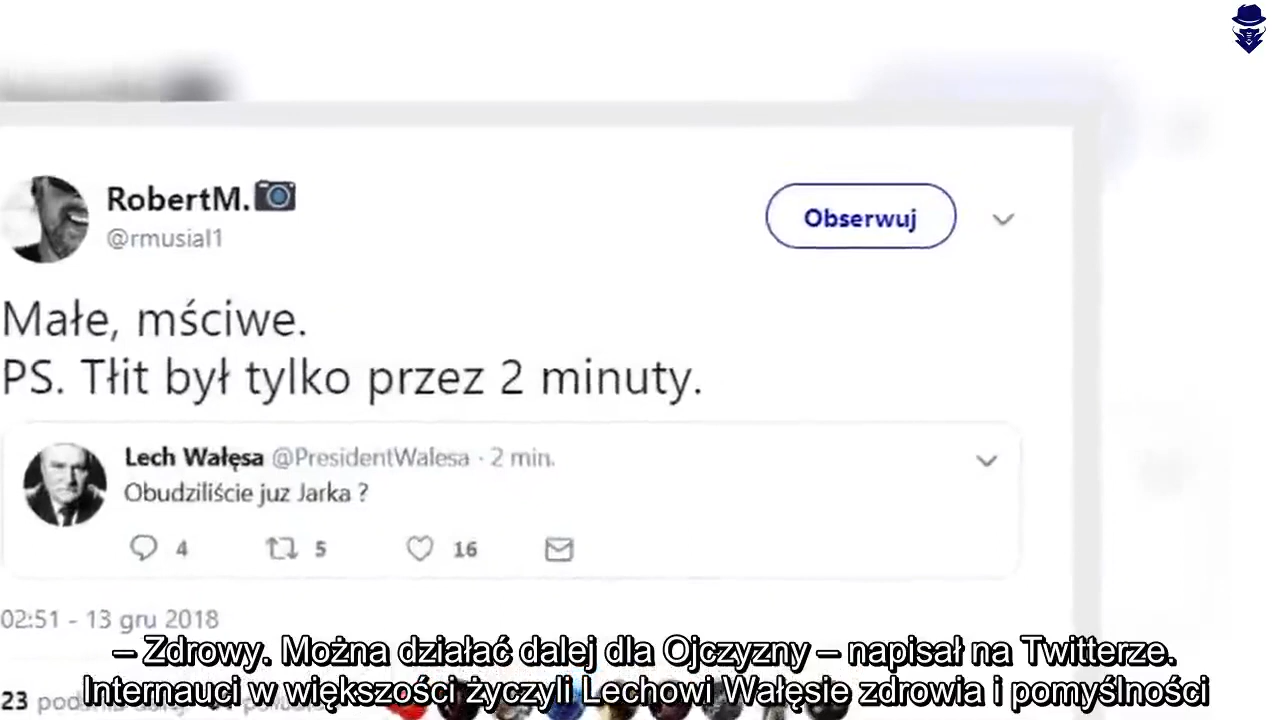 RobertM.
@rmusial1
Obserwuj
Małe, mściwe.
PS. Tłit był tylko przez 2 minuty.
Lech Wałęsa @PresidentWalesa · 2 min.
Obudziliście juz Jarka ?
4 5 16
02:51 - 13 gru 2018
– Zdrowy. Można działać dalej dla Ojczyzny – napisał na Twitterze.
Internauci w większości życzyli Lechowi Wałęsie zdrowia i pomyślności
23